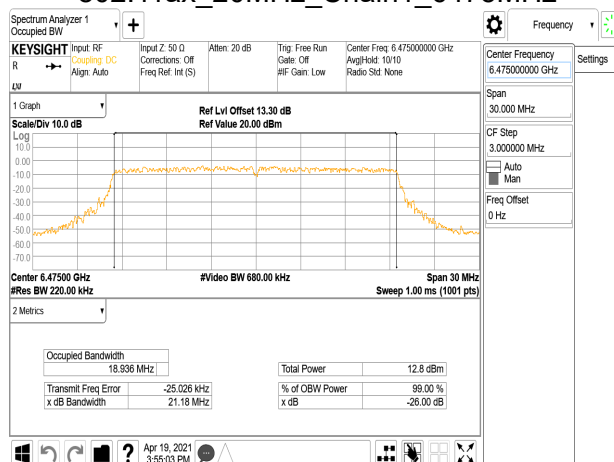 Spectrum Analyzer 1
Occupied BW
Frequency
KEYSIGHT
R
Input: RF
Coupling: DC
Align: Auto
Input Z: 50 Ω
Corrections: Off
Freq Ref: Int (S)
Atten: 20 dB
Trig: Free Run
Gate: Off
#IF Gain: Low
Center Freq: 6.475000000 GHz
Avg|Hold: 10/10
Radio Std: None
Center Frequency
6.475000000 GHz
Settings
Span
30.000 MHz
CF Step
3.000000 MHz
Auto
Man
Freq Offset
0 Hz
1 Graph
Scale/Div 10.0 dB
Ref Lvl Offset 13.30 dB
Ref Value 20.00 dBm
Log
10.0
0.00
-10.0
-20.0
-30.0
-40.0
-50.0
-60.0
-70.0
Center 6.47500 GHz
#Res BW 220.00 kHz
#Video BW 680.00 kHz
Span 30 MHz
Sweep 1.00 ms (1001 pts)
2 Metrics
Occupied Bandwidth
18.936 MHz
Transmit Freq Error -25.026 kHz
x dB Bandwidth 21.18 MHz
Total Power 12.8 dBm
% of OBW Power 99.00 %
x dB -26.00 dB
?
Apr 19, 2021
3:55:03 PM